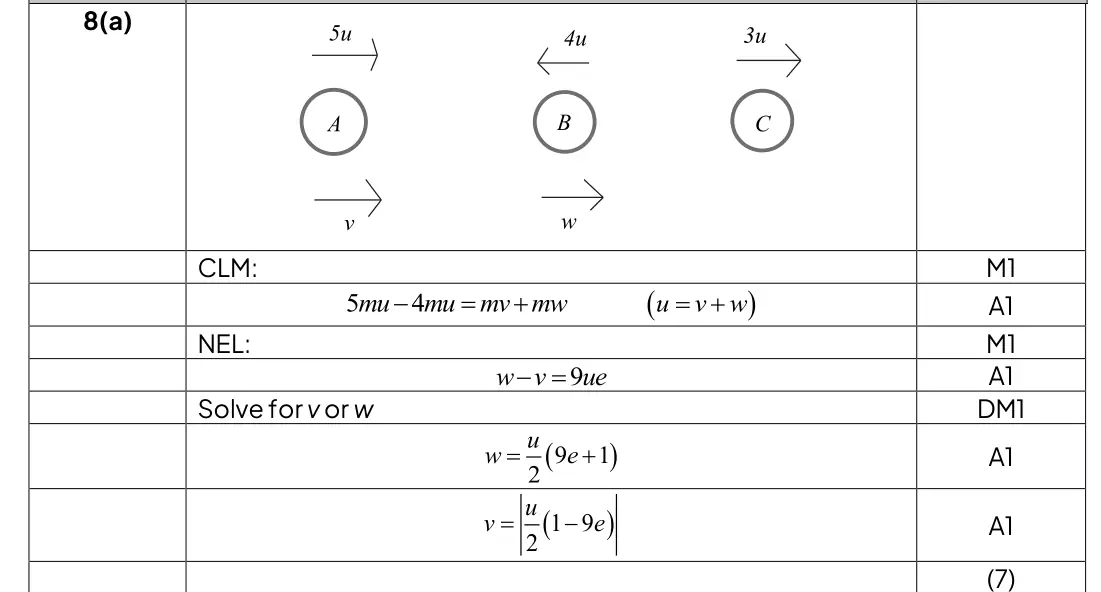 8(a)
5u 4u 3u
A B C
v w
CLM: M1
5mu − 4mu = mv + mw (u = v + w) A1
NEL: M1
w − v = 9ue A1
Solve for v or w DM1
w = u/2 (9e + 1) A1
v = |u/2 (1 − 9e)| A1
(7)